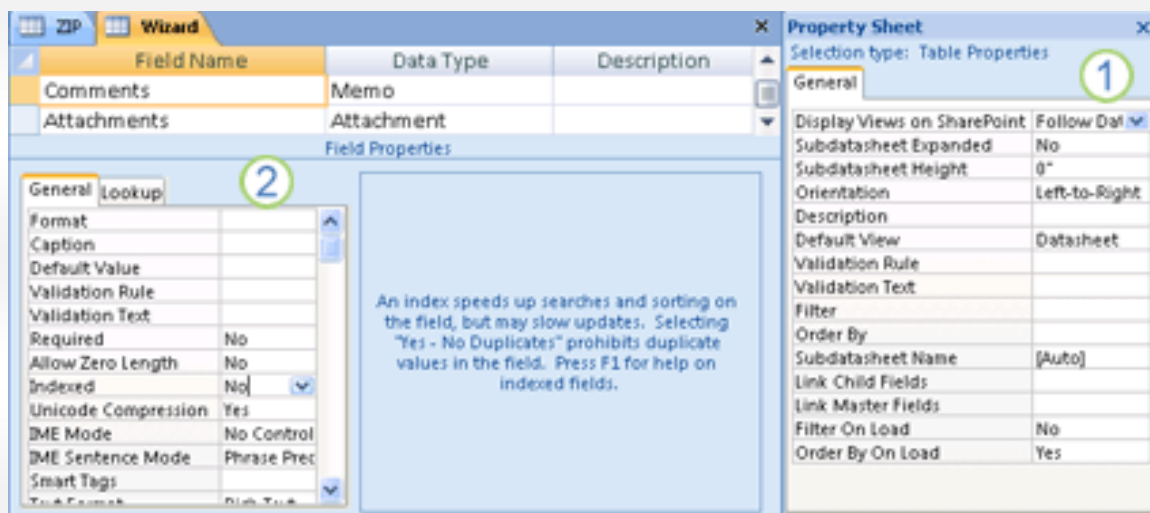 ZIP Wizard
Field Name Data Type Description
Comments Memo
Attachments Attachment
Field Properties
General Lookup
2
Format
Caption
Default Value
Validation Rule
Validation Text
Required No
Allow Zero Length No
Indexed No
Unicode Compression Yes
IME Mode No Control
IME Sentence Mode Phrase Prec
Smart Tags
Text Format Rich Text
An index speeds up searches and sorting on
the field, but may slow updates. Selecting
"Yes - No Duplicates" prohibits duplicate
values in the field. Press F1 for help on
indexed fields.
Property Sheet
Selection type: Table Properties
1
General
Display Views on SharePoint Follow Dat
Subdatasheet Expanded No
Subdatasheet Height 0"
Orientation Left-to-Right
Description
Default View Datasheet
Validation Rule
Validation Text
Filter
Order By
Subdatasheet Name [Auto]
Link Child Fields
Link Master Fields
Filter On Load No
Order By On Load Yes